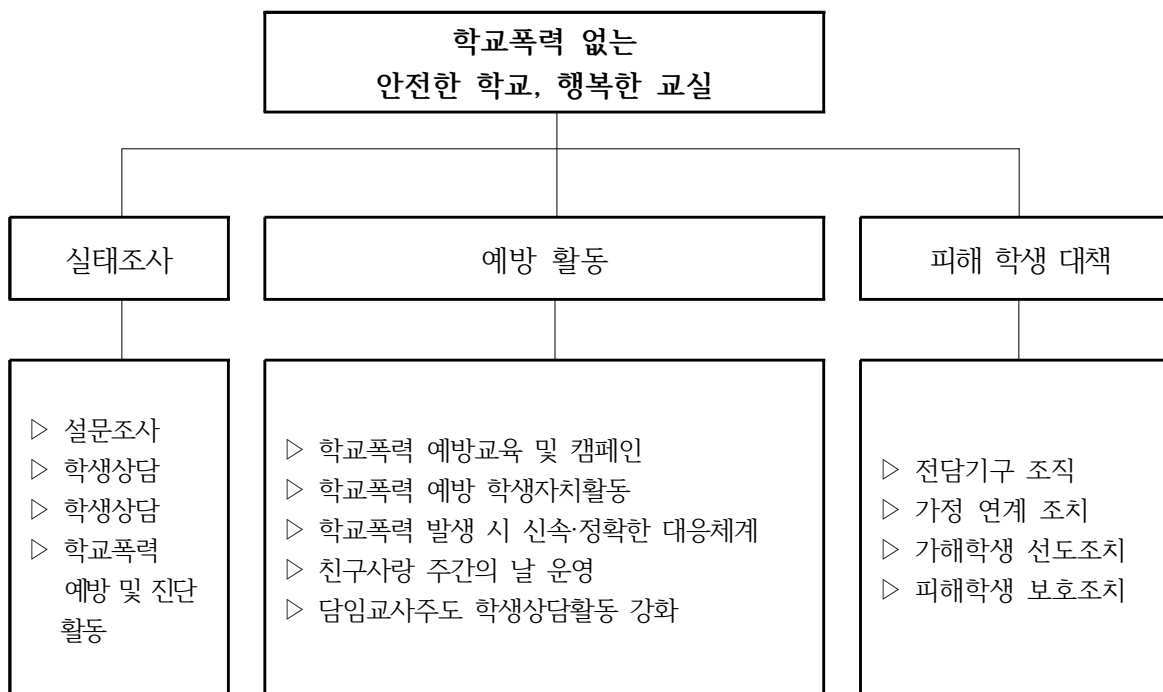 학교폭력 없는
안전한 학교, 행복한 교실
실태조사
예방 활동
피해 학생 대책
▷ 설문조사
▷ 학생상담
▷ 학생상담
▷ 학교폭력
예방 및 진단
활동
▷ 학교폭력 예방교육 및 캠페인
▷ 학교폭력 예방 학생자치활동
▷ 학교폭력 발생 시 신속·정확한 대응체계
▷ 친구사랑 주간의 날 운영
▷ 담임교사주도 학생상담활동 강화
▷ 전담기구 조직
▷ 가정 연계 조치
▷ 가해학생 선도조치
▷ 피해학생 보호조치